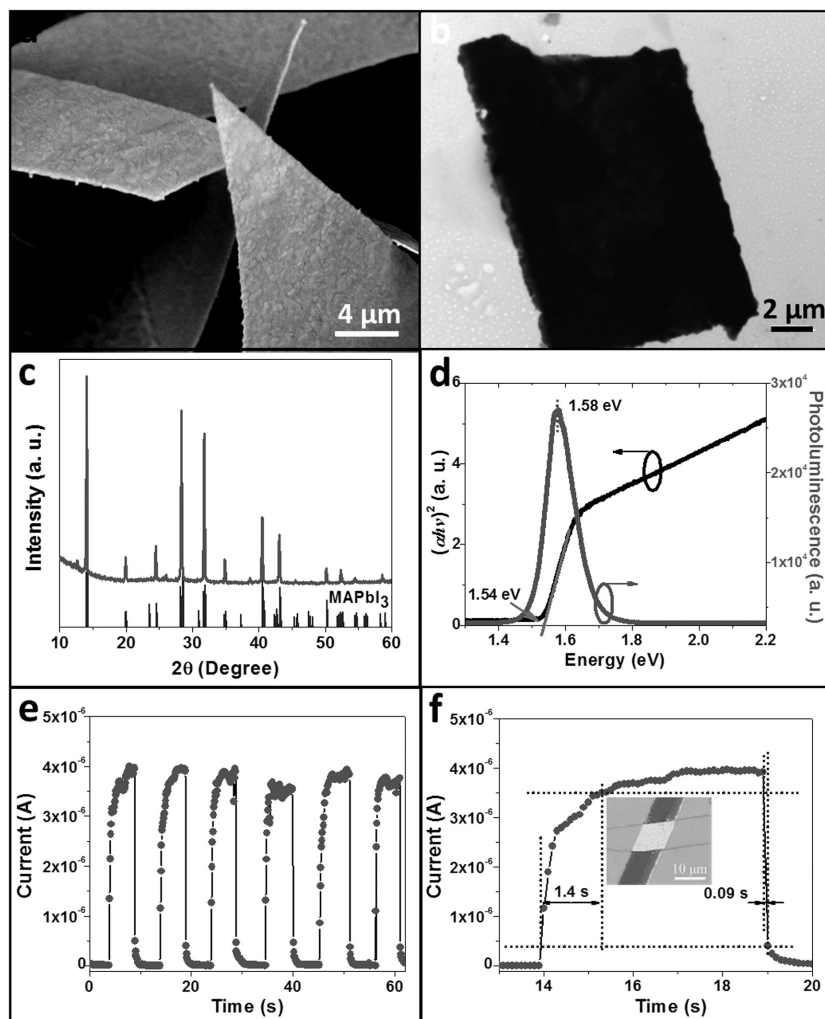 a
4 µm
b
2 µm
c
Intensity (a. u.)
MAPbI3
10 20 30 40 50 60
2θ (Degree)
d
6
4
2
0
(αhν)² (a. u.)
1.58 eV
1.54 eV
3x10⁴
2x10⁴
1x10⁴
Photoluminescence (a. u.)
1.4 1.6 1.8 2.0 2.2
Energy (eV)
e
5x10⁻⁶
4x10⁻⁶
3x10⁻⁶
2x10⁻⁶
1x10⁻⁶
0
Current (A)
0 20 40 60
Time (s)
f
5x10⁻⁶
4x10⁻⁶
3x10⁻⁶
2x10⁻⁶
1x10⁻⁶
0
Current (A)
10 µm
1.4 s
0.09 s
14 16 18 20
Time (s)